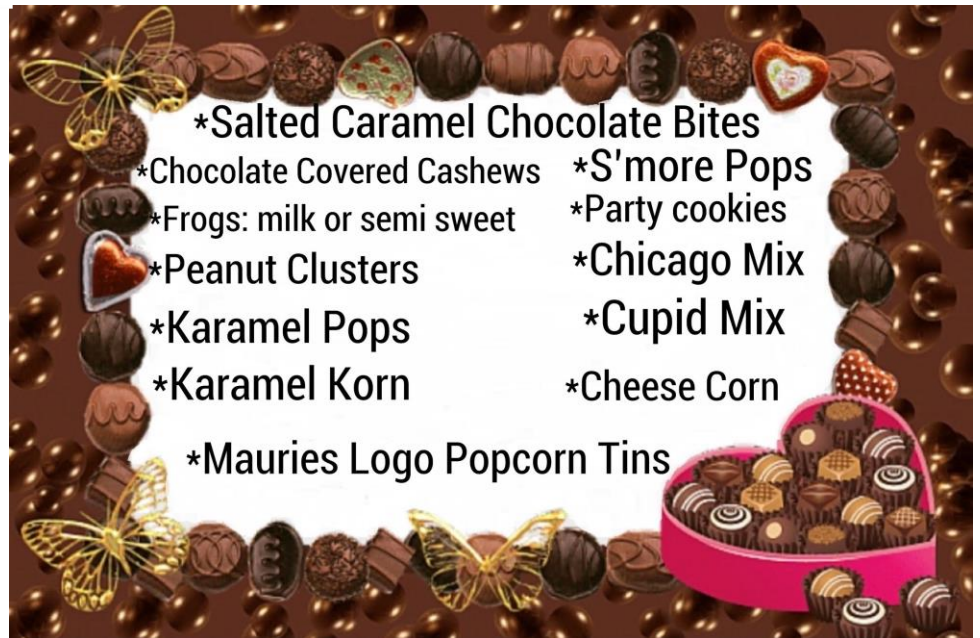 *Salted Caramel Chocolate Bites
*Chocolate Covered Cashews
*Frogs: milk or semi sweet
*Peanut Clusters
*Karamel Pops
*Karamel Korn
*S'more Pops
*Party cookies
*Chicago Mix
*Cupid Mix
*Cheese Corn
*Mauries Logo Popcorn Tins